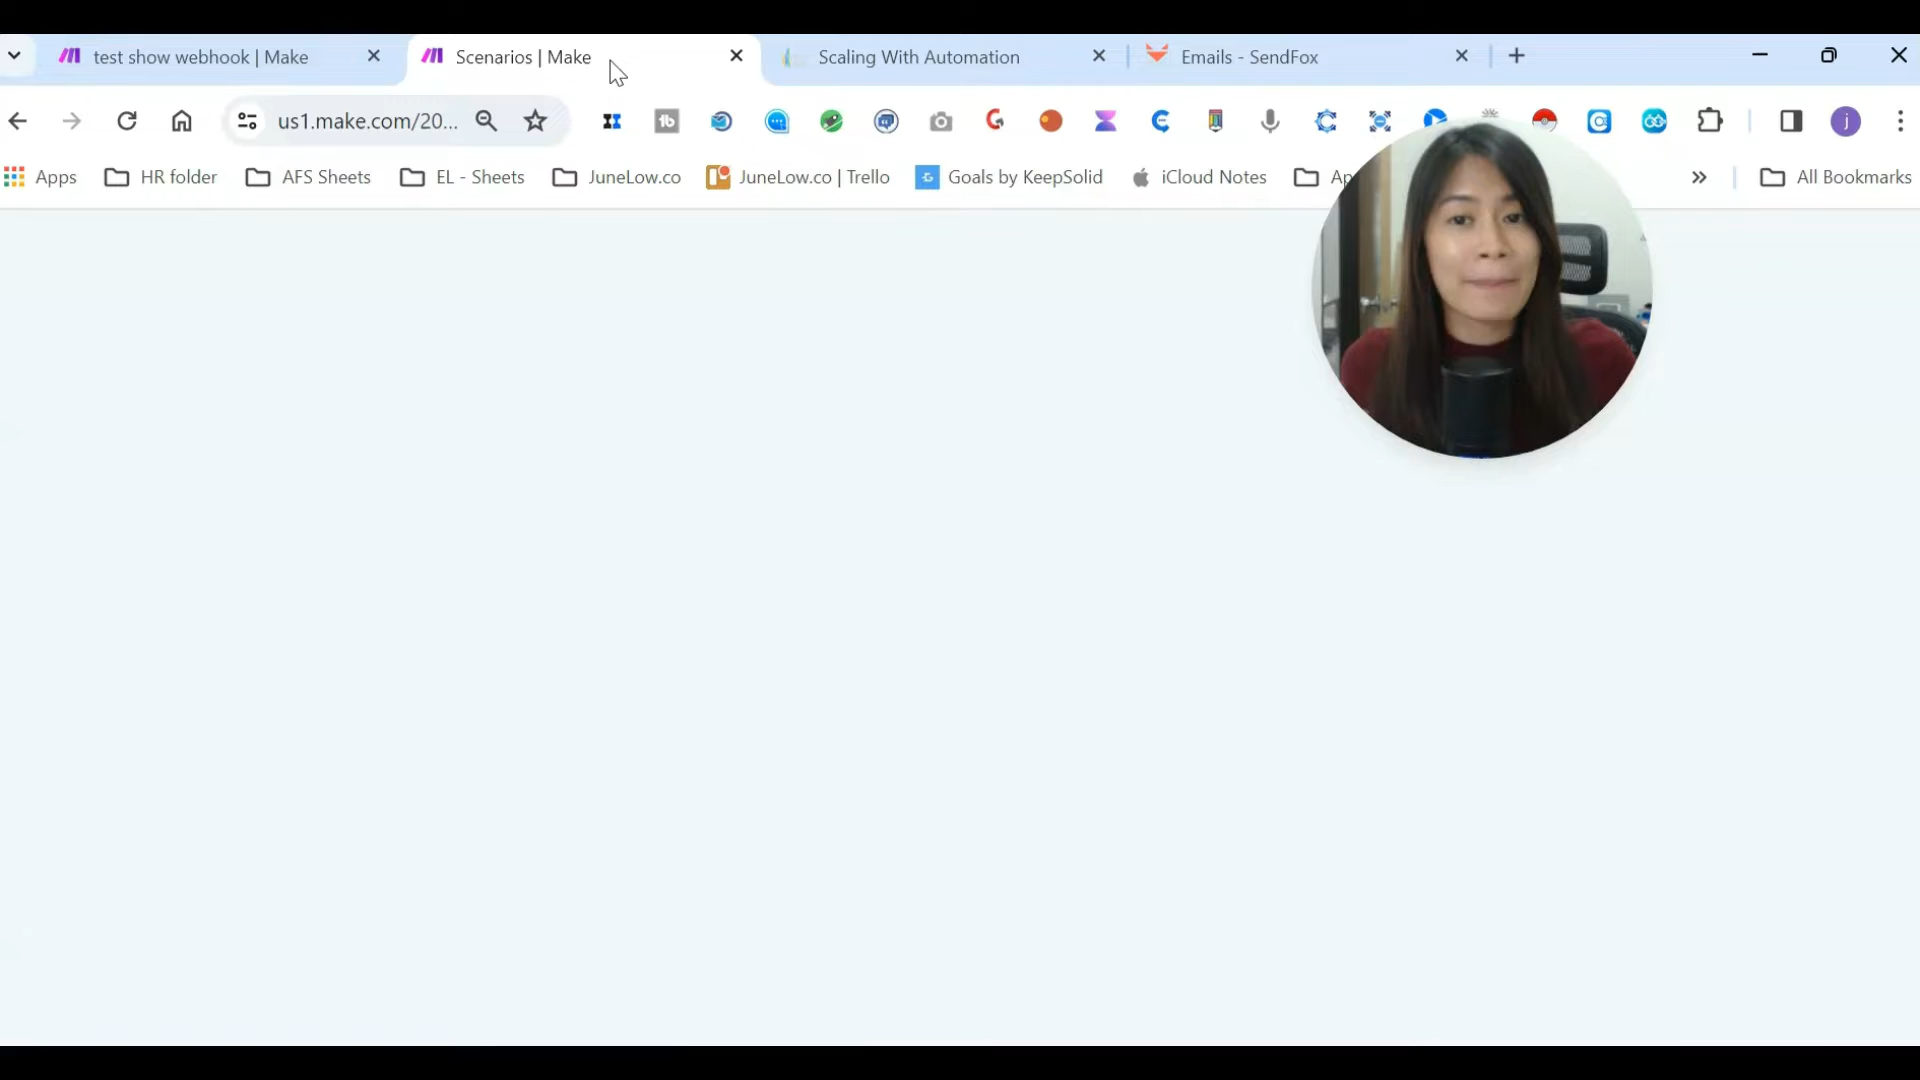 test show webhook | Make
Scenarios | Make
Scaling With Automation
Emails - SendFox
us1.make.com/20...
j
Apps
HR folder
AFS Sheets
EL - Sheets
JuneLow.co
JuneLow.co | Trello
Goals by KeepSolid
iCloud Notes
Ap
All Bookmarks